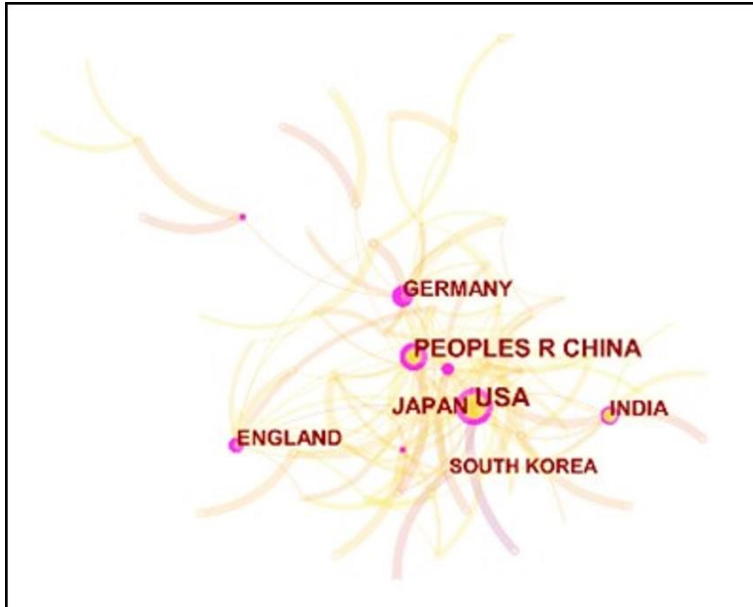 GERMANY
PEOPLES R CHINA
JAPAN USA
INDIA
ENGLAND
SOUTH KOREA